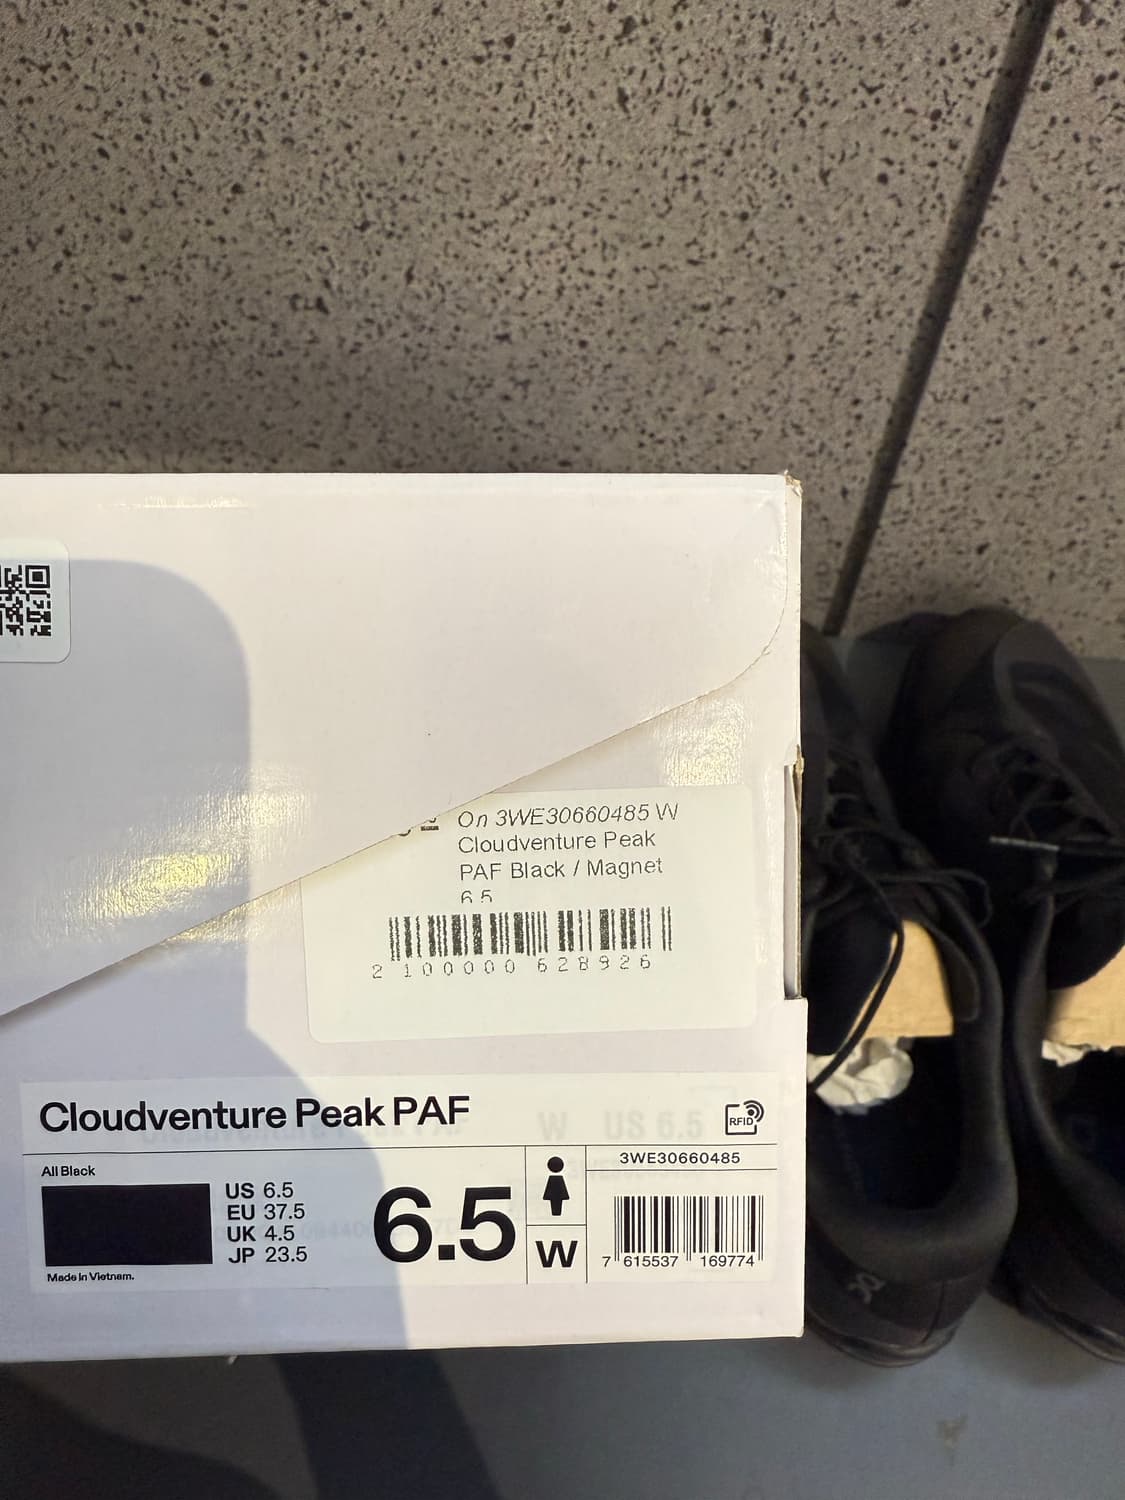 On 3WE30660485 W
Cloudventure Peak
PAF Black / Magnet
6.5
2 100000 628926
Cloudventure Peak PAF
W US 6.5
RFID
All Black
US 6.5
EU 37.5
UK 4.5
JP 23.5
6.5
W
3WE30660485
7 615537 169774
Made in Vietnam.